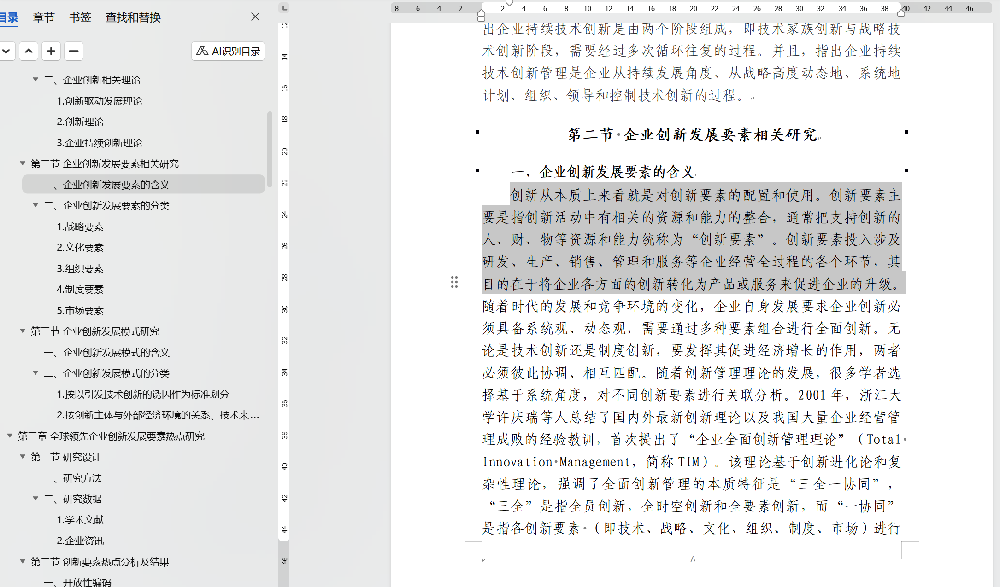 目录 章节 书签 查找和替换
AI识别目录
二、企业创新相关理论
1.创新驱动发展理论
2.创新理论
3.企业持续创新理论
第二节 企业创新发展要素相关研究
一、企业创新发展要素的含义
二、企业创新发展要素的分类
1.战略要素
2.文化要素
3.组织要素
4.制度要素
5.市场要素
第三节 企业创新发展模式研究
一、企业创新发展模式的含义
二、企业创新发展模式的分类
1.按以引发技术创新的诱因作为标准划分
2.按创新主体与外部经济环境的关系、技术来...
第三章 全球领先企业创新发展要素热点研究
第一节 研究设计
一、研究方法
二、研究数据
1.学术文献
2.企业资讯
第二节 创新要素热点分析及结果
一、开放性编码
12
14
16
18
20
22
24
26
28
30
32
34
36
38
40
42
44
46
8 6 4 2 2 4 6 8 10 12 14 16 18 20 22 24 26 28 30 32 34 36 38 40 42 44 46
出企业持续技术创新是由两个阶段组成，即技术家族创新与战略技
术创新阶段，需要经过多次循环往复的过程。并且，指出企业持续
技术创新管理是企业从持续发展角度、从战略高度动态地、系统地
计划、组织、领导和控制技术创新的过程。
第二节·企业创新发展要素相关研究
一、企业创新发展要素的含义
创新从本质上来看就是对创新要素的配置和使用。创新要素主
要是指创新活动中有相关的资源和能力的整合，通常把支持创新的
人、财、物等资源和能力统称为“创新要素”。创新要素投入涉及
研发、生产、销售、管理和服务等企业经营全过程的各个环节，其
目的在于将企业各方面的创新转化为产品或服务来促进企业的升级。
随着时代的发展和竞争环境的变化，企业自身发展要求企业创新必
须具备系统观、动态观，需要通过多种要素组合进行全面创新。无
论是技术创新还是制度创新，要发挥其促进经济增长的作用，两者
必须彼此协调、相互匹配。随着创新管理理论的发展，很多学者选
择基于系统角度，对不同创新要素进行关联分析。2001 年，浙江大
学许庆瑞等人总结了国内外最新创新理论以及我国大量企业经营管
理成败的经验教训，首次提出了“企业全面创新管理理论”（Total·
Innovation·Management，简称 TIM）。该理论基于创新进化论和复
杂性理论，强调了全面创新管理的本质特征是“三全一协同”，
“三全”是指全员创新，全时空创新和全要素创新，而“一协同”
是指各创新要素·（即技术、战略、文化、组织、制度、市场）进行
7